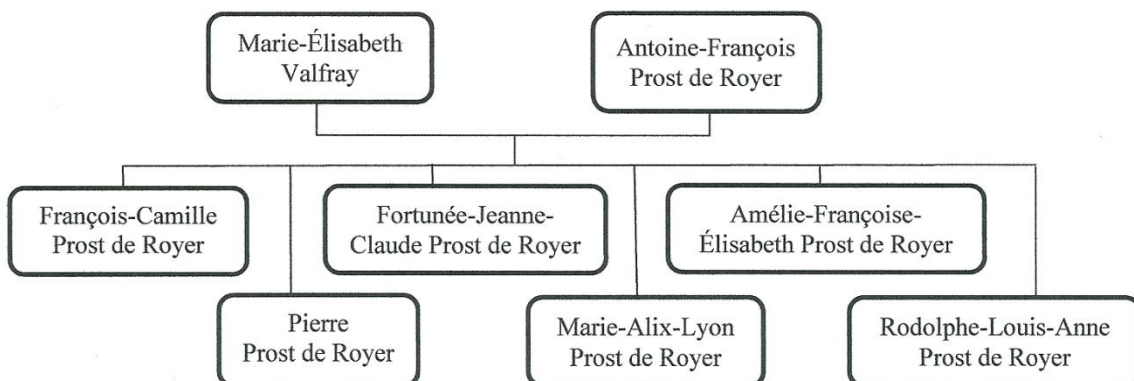 Marie-Élisabeth
Valfray
Antoine-François
Prost de Royer
François-Camille
Prost de Royer
Fortunée-Jeanne-
Claude Prost de Royer
Amélie-Françoise-
Élisabeth Prost de Royer
Pierre
Prost de Royer
Marie-Alix-Lyon
Prost de Royer
Rodolphe-Louis-Anne
Prost de Royer